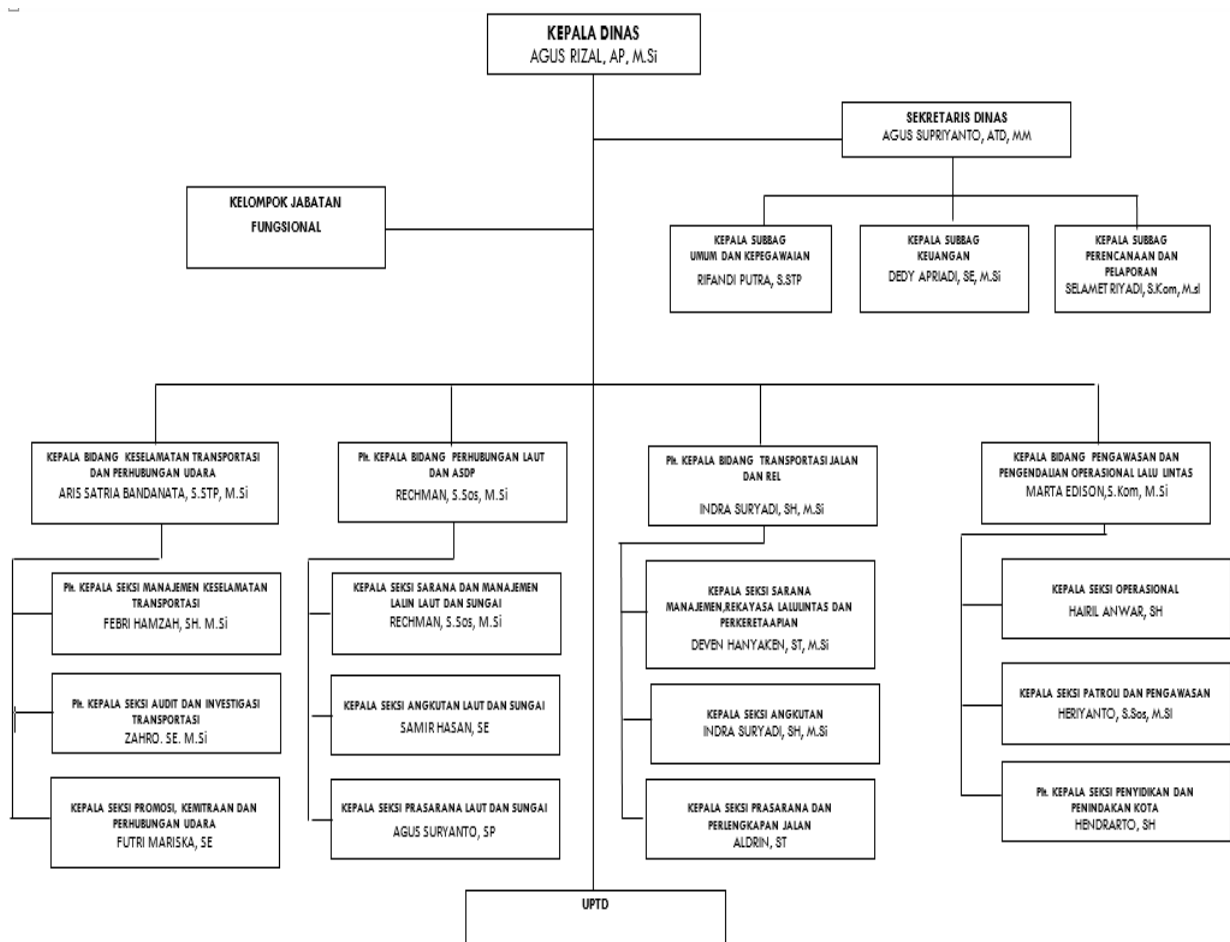 KEPALA DINAS
AGUS RIZAL, AP, M.Si
SEKRETARIS DINAS
AGUS SUPRIYANTO, ATD, MM
KELOMPOK JABATAN
FUNGSIONAL
KEPALA SUBBAG
UMUM DAN KEPEGAWAIAN
RIFANDI PUTRA, S.STP
KEPALA SUBBAG
KEUANGAN
DEDY APRIADI, SE, M.Si
KEPALA SUBBAG
PERENCANAAN DAN
PELAPORAN
SELAMET RIYADI, S.Kom, M.sI
KEPALA BIDANG KESELAMATAN TRANSPORTASI
DAN PERHUBUNGAN UDARA
ARIS SATRIA BANDANATA, S.STP, M.Si
Plt. KEPALA SEKSI MANAJEMEN KESELAMATAN
TRANSPORTASI
FEBRI HAMZAH, SH. M.Si
Plt. KEPALA SEKSI AUDIT DAN INVESTIGASI
TRANSPORTASI
ZAHRO. SE. M.Si
KEPALA SEKSI PROMOSI, KEMITRAAN DAN
PERHUBUNGAN UDARA
FUTRI MARISKA, SE
Plt. KEPALA BIDANG PERHUBUNGAN LAUT
DAN ASDP
RECHMAN, S.Sos, M.Si
KEPALA SEKSI SARANA DAN MANAJEMEN
LALIN LAUT DAN SUNGAI
RECHMAN, S.Sos, M.Si
KEPALA SEKSI ANGKUTAN LAUT DAN SUNGAI
SAMIR HASAN, SE
KEPALA SEKSI PRASARANA LAUT DAN SUNGAI
AGUS SURYANTO, SP
Plt. KEPALA BIDANG TRANSPORTASI JALAN
DAN REL
INDRA SURYADI, SH, M.Si
KEPALA SEKSI SARANA
MANAJEMEN,REKAYASA LALULINTAS DAN
PERKERETAAPIAN
DEVEN HANYAKEN, ST, M.Si
KEPALA SEKSI ANGKUTAN
INDRA SURYADI, SH, M.Si
KEPALA SEKSI PRASARANA DAN
PERLENGKAPAN JALAN
ALDRIN, ST
KEPALA BIDANG PENGAWASAN DAN
PENGENDALIAN OPERASIONAL LALU LINTAS
MARTA EDISON,S.Kom, M.Si
KEPALA SEKSI OPERASIONAL
HAIRIL ANWAR, SH
KEPALA SEKSI PATROLI DAN PENGAWASAN
HERIYANTO, S.Sos, M.SI
Plt. KEPALA SEKSI PENYIDIKAN DAN
PENINDAKAN KOTA
HENDRARTO, SH
UPTD